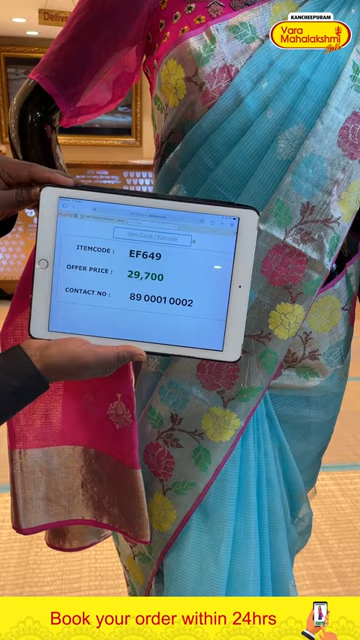 Delive
KANCHEEPURAM
Vara
Mahalakshmi
Silks
Item Code / Barcode
ITEMCODE : EF649
OFFER PRICE : 29,700
CONTACT NO : 89 0001 0002
Book your order within 24hrs